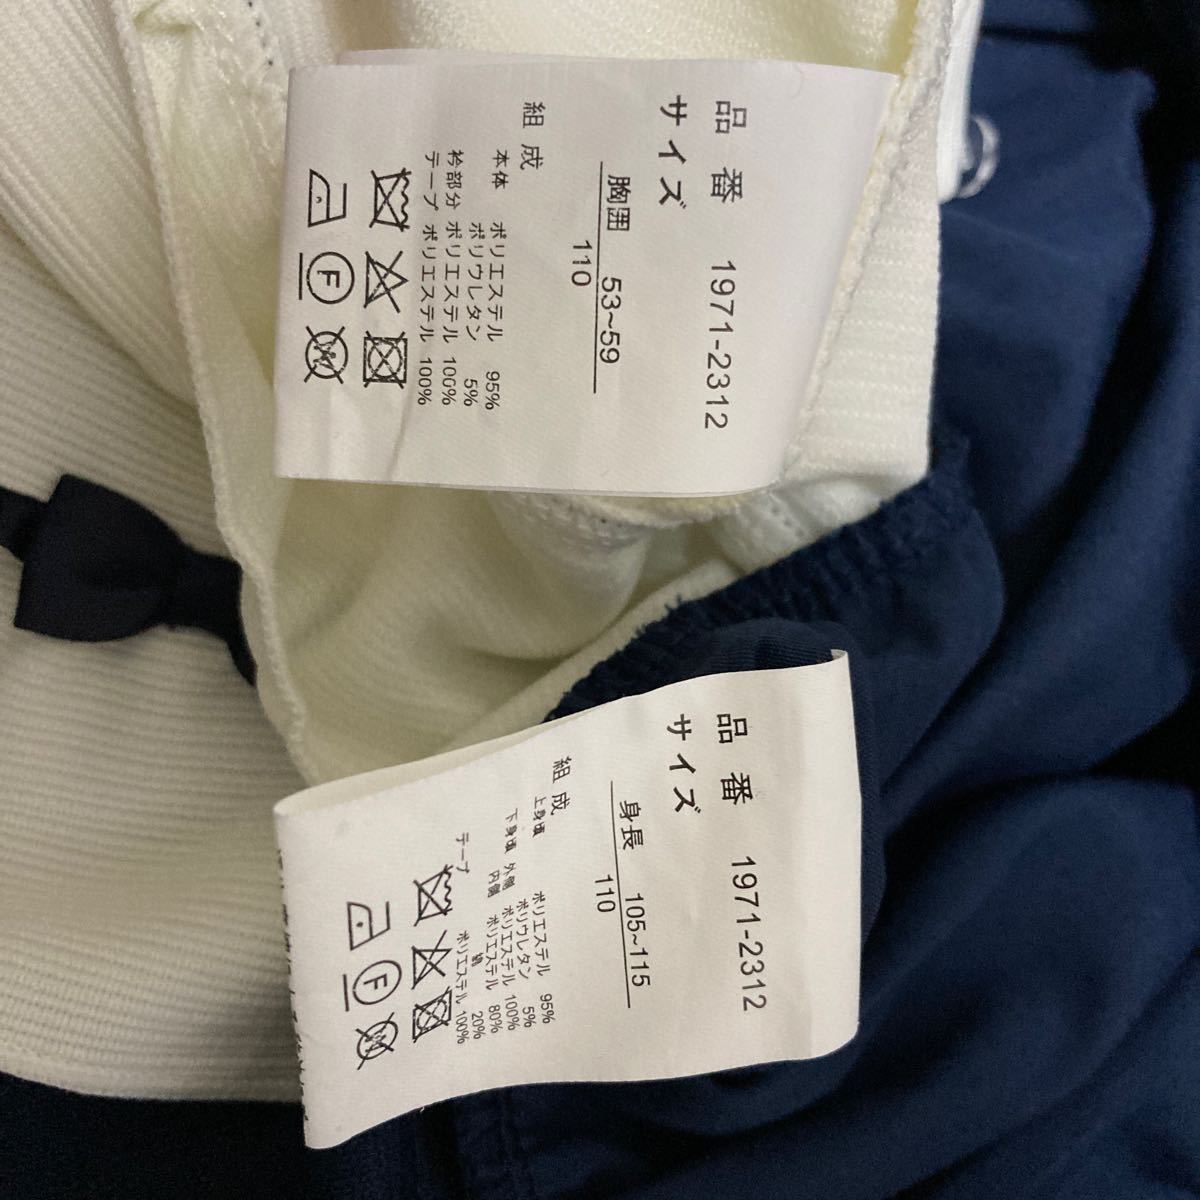 品番 1971-2312
サイズ
胸囲 53~59
110
組成
本体 ポリエステル 95%
ポリウレタン 5%
衿部分 ポリエステル 100%
テープ ポリエステル 100%
F
W
品番 1971-2312
サイズ
身長 105~115
110
組成
上身頃 ポリエステル 95%
ポリウレタン 5%
下身頃 外側 ポリエステル 100%
内側 ポリエステル 80%
綿 20%
テープ ポリエステル 100%
F
W